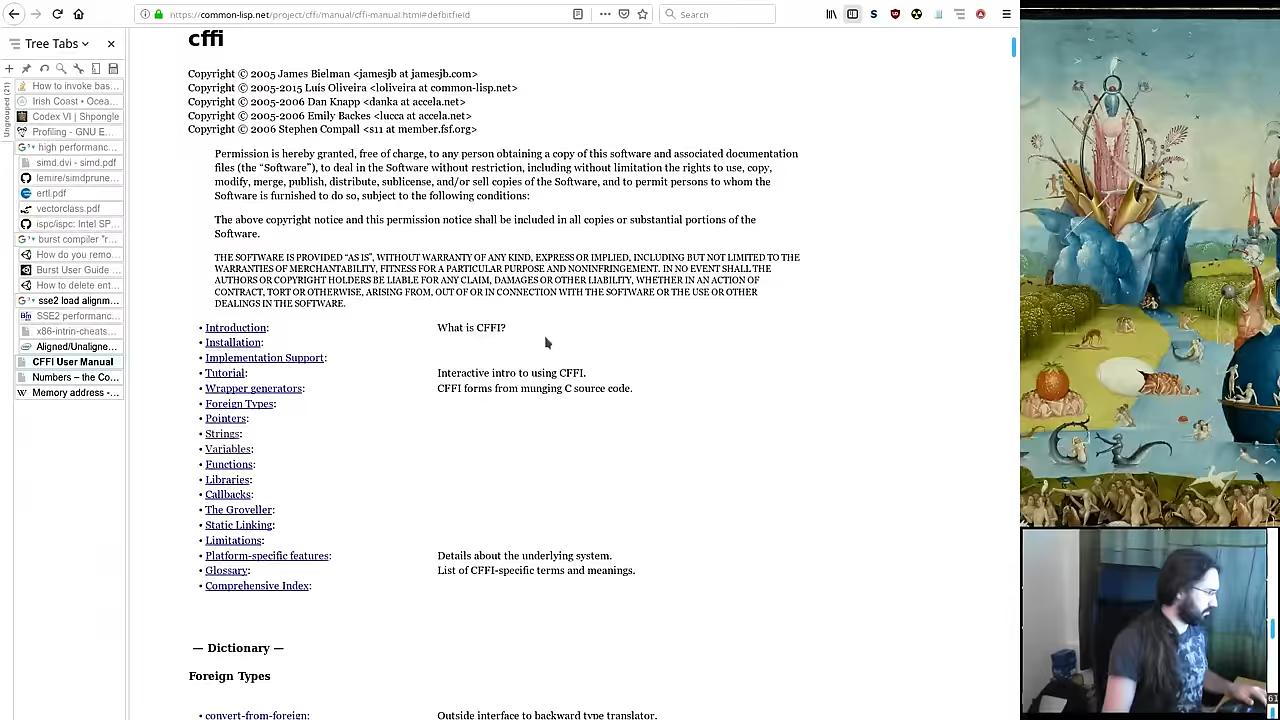 https://common-lisp.net/project/cffi/manual/cffi-manual.html#defbitfield
Search
Tree Tabs
Ungrouped (21)
How to invoke bas...
Irish Coast • Ocea...
Codex VI | Shpongle
Profiling - GNU E...
high performanc...
simd.dvi - simd.pdf
lemire/simdprune...
ertl.pdf
vectorclass.pdf
ispc/ispc: Intel SP...
burst compiler "r...
How do you remo...
Burst User Guide ...
How to delete ent...
sse2 load alignm...
SSE2 performanc...
x86-intrin-cheats...
Aligned/Unaligne...
CFFI User Manual
Numbers – the Co...
Memory address -...
cffi
Copyright © 2005 James Bielman <jamesjb at jamesjb.com>
Copyright © 2005-2015 Luís Oliveira <loliveira at common-lisp.net>
Copyright © 2005-2006 Dan Knapp <danka at accela.net>
Copyright © 2005-2006 Emily Backes <lucca at accela.net>
Copyright © 2006 Stephen Compall <s11 at member.fsf.org>
Permission is hereby granted, free of charge, to any person obtaining a copy of this software and associated documentation
files (the “Software”), to deal in the Software without restriction, including without limitation the rights to use, copy,
modify, merge, publish, distribute, sublicense, and/or sell copies of the Software, and to permit persons to whom the
Software is furnished to do so, subject to the following conditions:
The above copyright notice and this permission notice shall be included in all copies or substantial portions of the
Software.
THE SOFTWARE IS PROVIDED “AS IS”, WITHOUT WARRANTY OF ANY KIND, EXPRESS OR IMPLIED, INCLUDING BUT NOT LIMITED TO THE
WARRANTIES OF MERCHANTABILITY, FITNESS FOR A PARTICULAR PURPOSE AND NONINFRINGEMENT. IN NO EVENT SHALL THE
AUTHORS OR COPYRIGHT HOLDERS BE LIABLE FOR ANY CLAIM, DAMAGES OR OTHER LIABILITY, WHETHER IN AN ACTION OF
CONTRACT, TORT OR OTHERWISE, ARISING FROM, OUT OF OR IN CONNECTION WITH THE SOFTWARE OR THE USE OR OTHER
DEALINGS IN THE SOFTWARE.
• Introduction: What is CFFI?
• Installation:
• Implementation Support:
• Tutorial: Interactive intro to using CFFI.
• Wrapper generators: CFFI forms from munging C source code.
• Foreign Types:
• Pointers:
• Strings:
• Variables:
• Functions:
• Libraries:
• Callbacks:
• The Groveller:
• Static Linking:
• Limitations:
• Platform-specific features: Details about the underlying system.
• Glossary: List of CFFI-specific terms and meanings.
• Comprehensive Index:
— Dictionary —
Foreign Types
• convert-from-foreign: Outside interface to backward type translator.
61